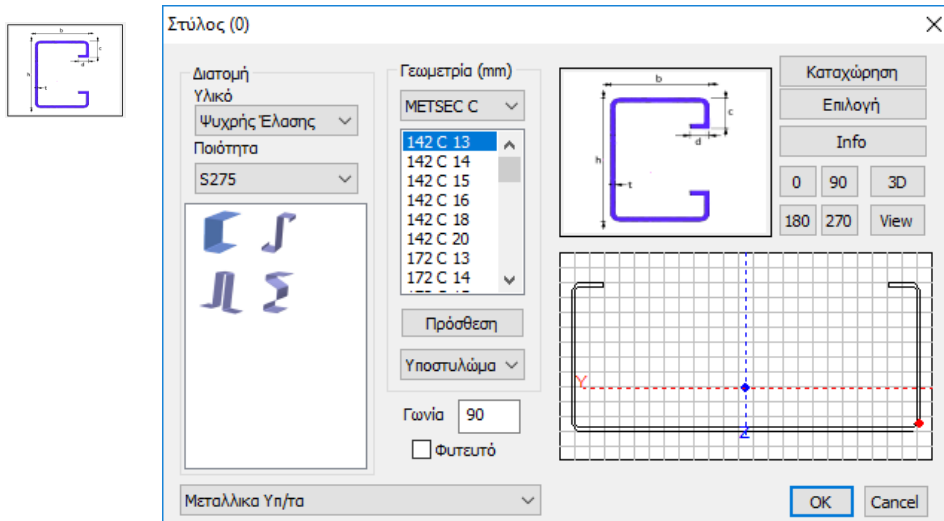 Στύλος (0)
Διατομή
Υλικό
Ψυχρής Έλασης
Ποιότητα
S275
Γεωμετρία (mm)
METSEC C
142 C 13
142 C 14
142 C 15
142 C 16
142 C 18
142 C 20
172 C 13
172 C 14
Πρόσθεση
Υποστυλώμα
Γωνία 90
Φυτευτό
b
c
d
h
t
b
c
d
h
t
Καταχώρηση
Επιλογή
Info
0 90 3D
180 270 View
Y
Z
Μεταλλικα Υπ/τα
OK Cancel